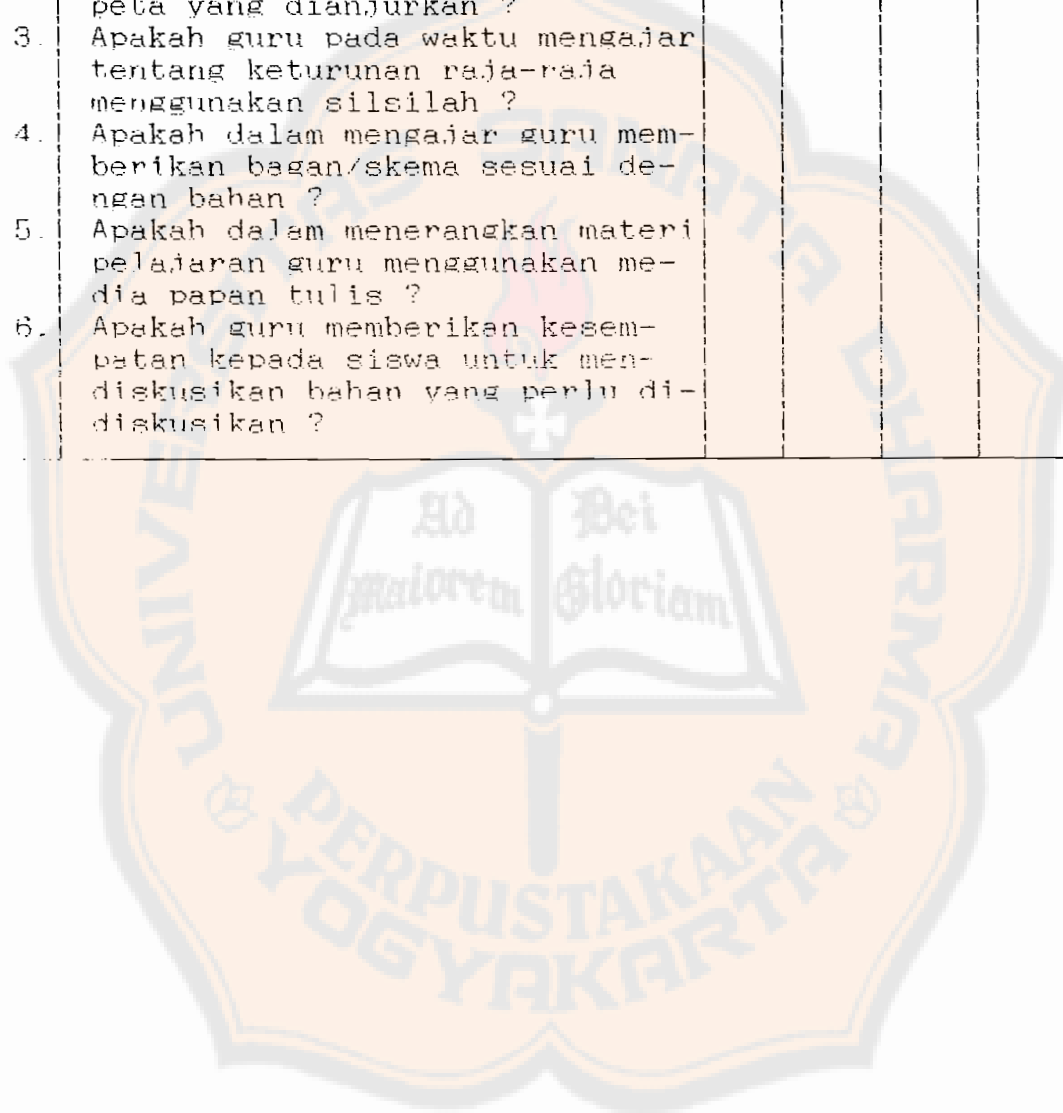 peta yang dianjurkan ?
3. Apakah guru pada waktu mengajar
tentang keturunan raja-raja
menggunakan silsilah ?
4. Apakah dalam mengajar guru mem-
berikan bagan/skema sesuai de-
ngan bahan ?
5. Apakah dalam menerangkan materi
pelajaran guru menggunakan me-
dia papan tulis ?
6. Apakah guru memberikan kesem-
patan kepada siswa untuk men-
diskusikan bahan yang perlu di-
diskusikan ?
UNIVERSITAS SANATA DHARMA
Ad Dei
Maiorem Gloriam
PERPUSTAKAAN
YOGYAKARTA